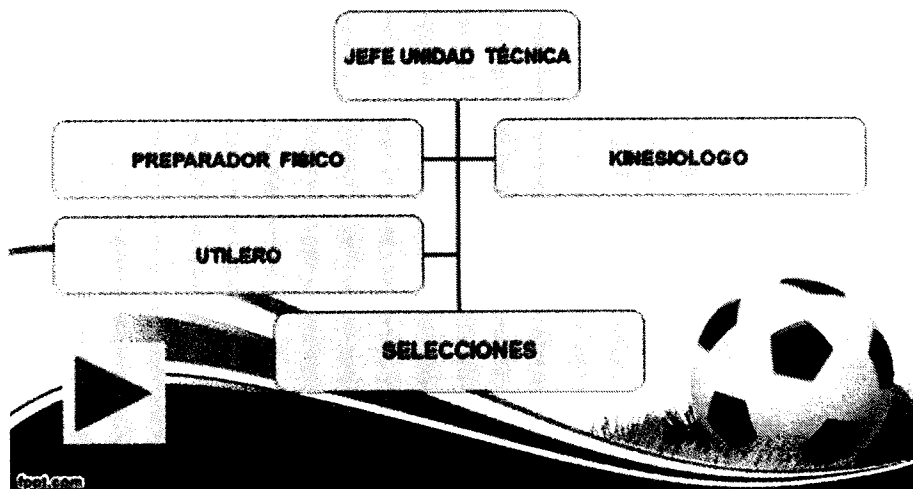 JEFE UNIDAD TÉCNICA
PREPARADOR FISICO
KINESIOLOGO
UTILERO
SELECCIONES